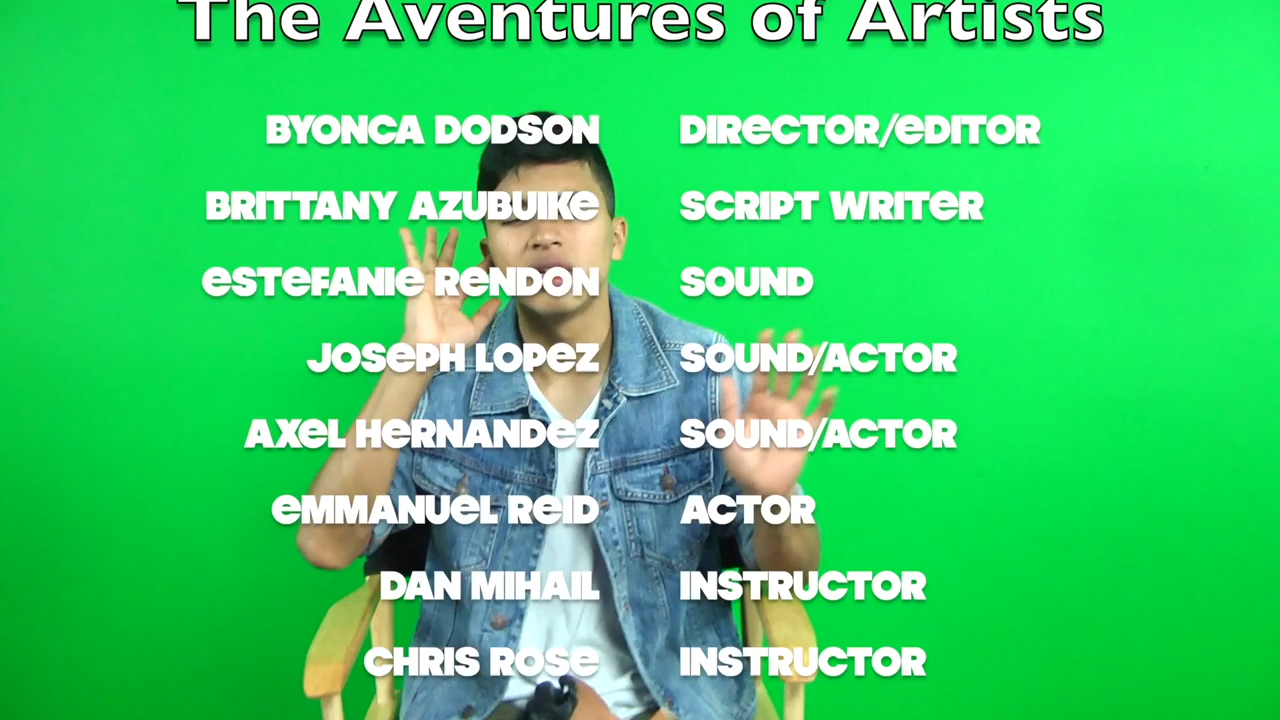 The Aventures of Artists
BYONCA DODSON DIReCTOR/eDITOR
BRITTANY AZUBUIKe SCRIPT WRITeR
eSTeFANIe ReNDON SOUND
JOSePH LOPeZ SOUND/ACTOR
AXeL HeRNANDeZ SOUND/ACTOR
eMMANUeL ReID ACTOR
DAN MIHAIL INSTRUCTOR
CHRIS ROSe INSTRUCTOR